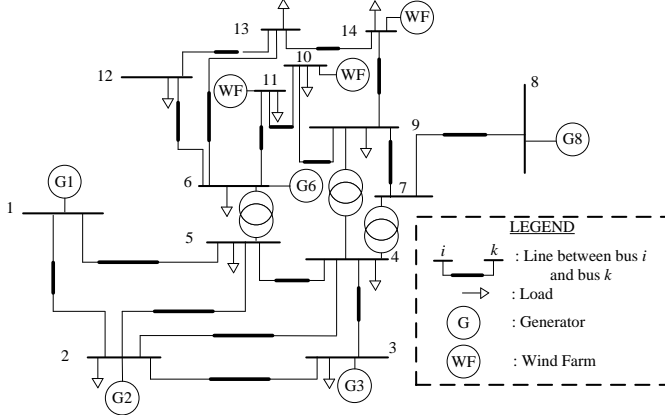 13
14
WF
12
11
10
WF
WF
8
9
G8
G1
6
G6
7
1
5
4
LEGEND
i k : Line between bus i
and bus k
: Load
G : Generator
WF : Wind Farm
2
3
G2
G3